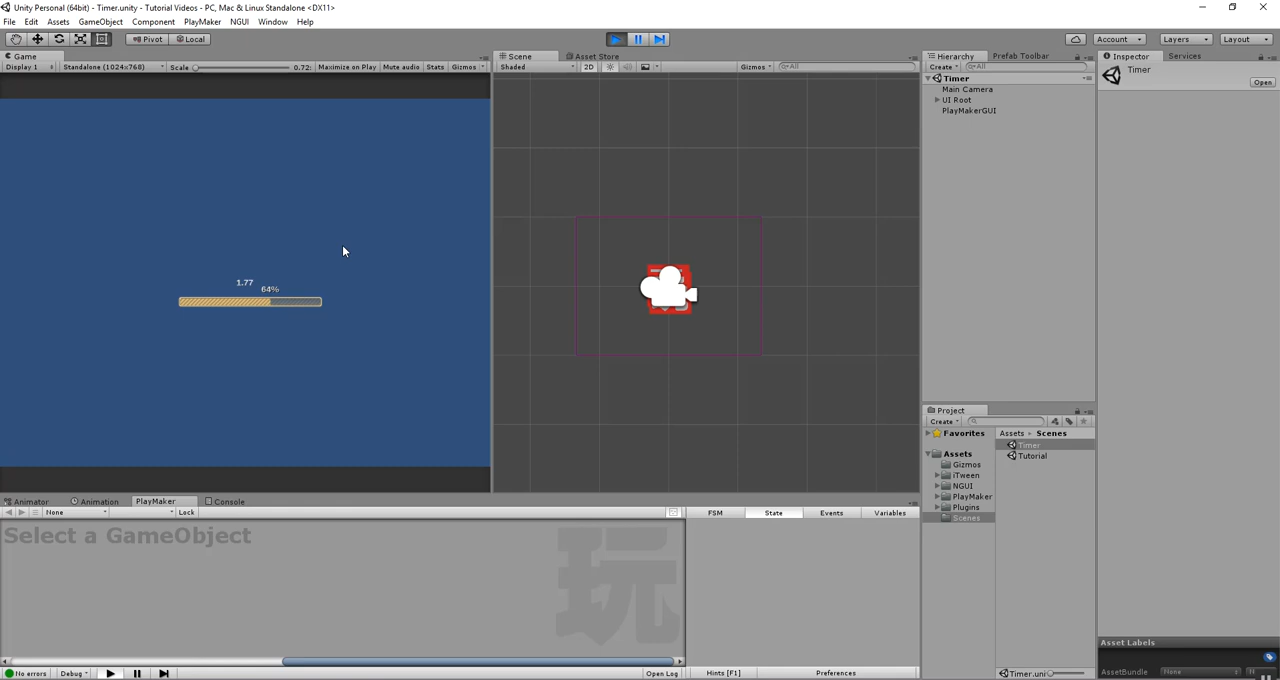 Unity Personal (64bit) - Timer.unity - Tutorial Videos - PC, Mac & Linux Standalone <DX11>
File Edit Assets GameObject Component PlayMaker NGUI Window Help
Pivot Local Account Layers Layout
Game Scene Asset Store Hierarchy Prefab Toolbar Inspector Services
Display 1 Standalone (1024x768) Scale 0.72: Maximize on Play Mute audio Stats Gizmos Shaded 2D Gizmos All Create All Timer
Timer Open
Main Camera
UI Root
PlayMakerGUI
1.77
64%
Project
Create
Favorites Assets Scenes
Timer
Assets Tutorial
Gizmos
iTween
NGUI
PlayMaker
Plugins
Scenes
Animator Animation PlayMaker Console
None Lock FSM State Events Variables
Select a GameObject
玩
Asset Labels
No errors Debug Open Log Hints [F1] Preferences Timer.uni AssetBundle None N